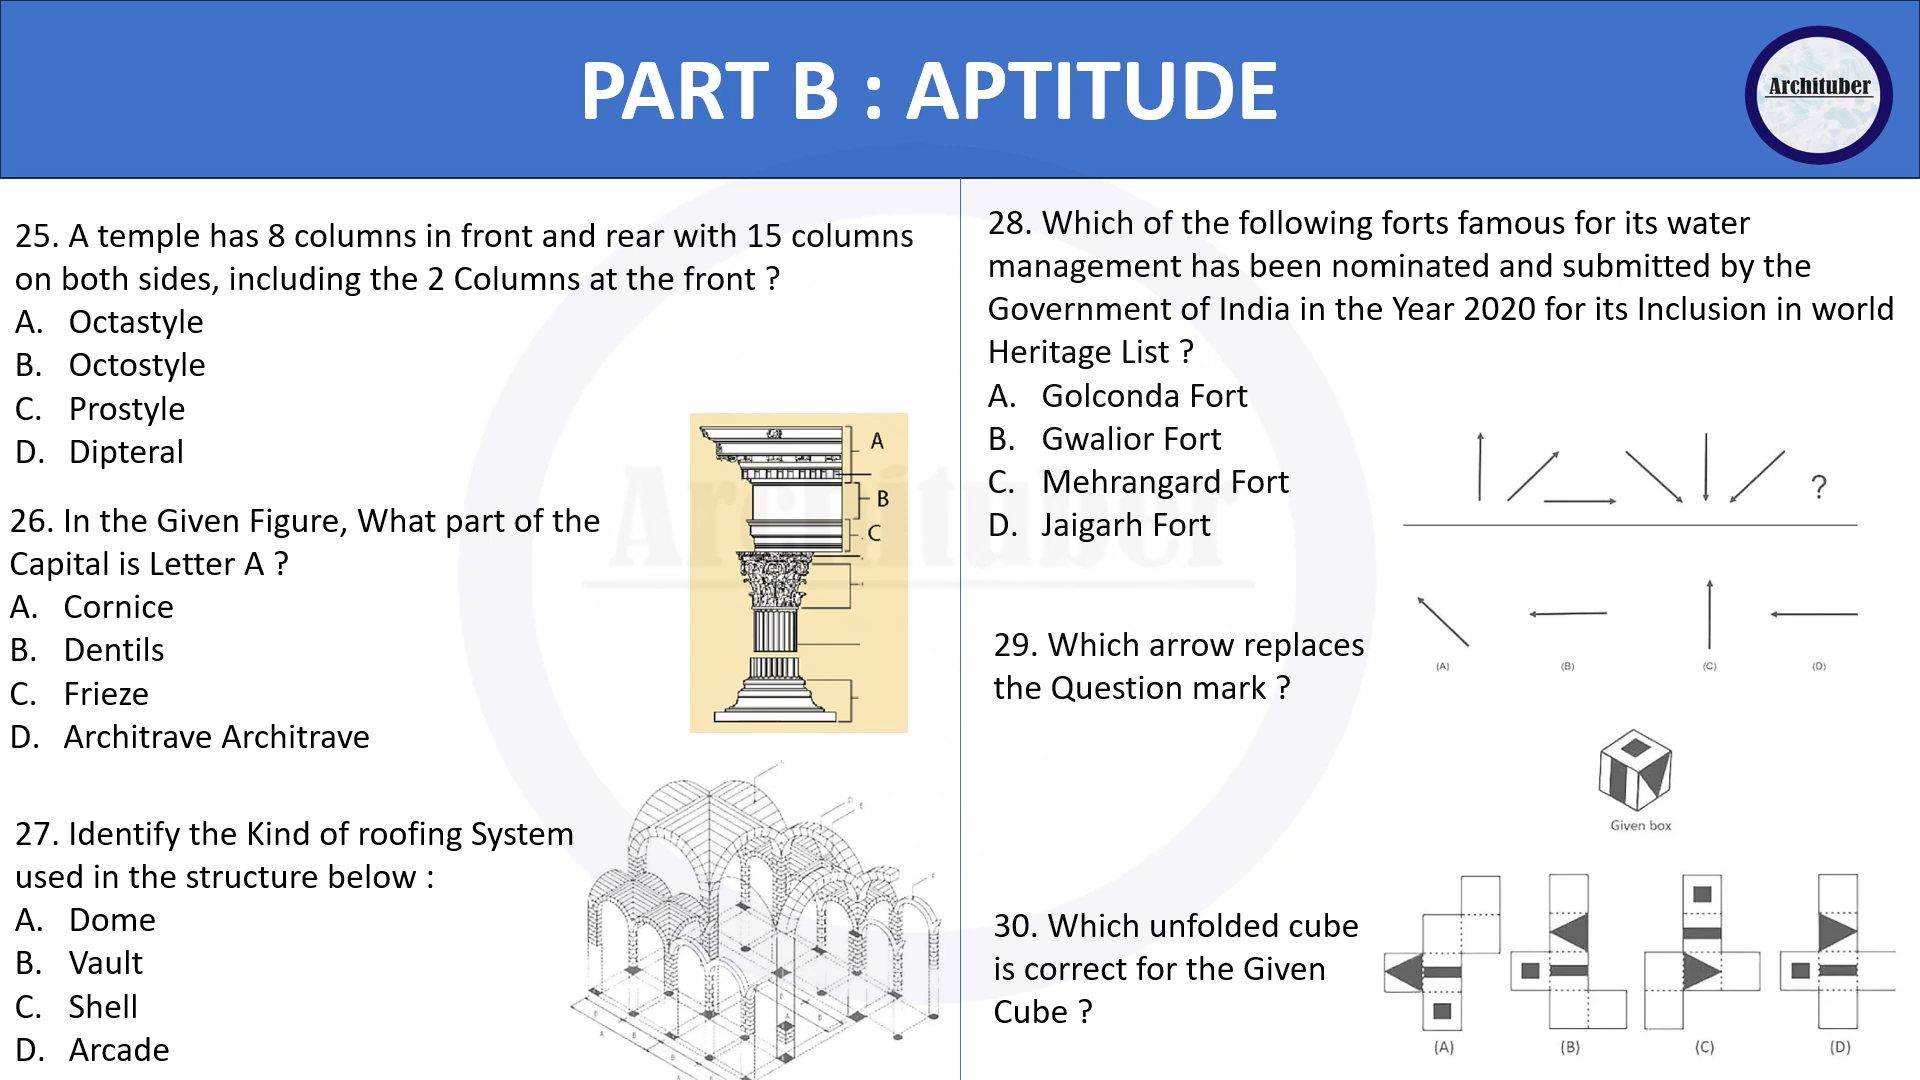 PART B : APTITUDE
Archituber
25. A temple has 8 columns in front and rear with 15 columns
on both sides, including the 2 Columns at the front ?
A. Octastyle
B. Octostyle
C. Prostyle
D. Dipteral
A
B
C
26. In the Given Figure, What part of the
Capital is Letter A ?
A. Cornice
B. Dentils
C. Frieze
D. Architrave Architrave
27. Identify the Kind of roofing System
used in the structure below :
A. Dome
B. Vault
C. Shell
D. Arcade
28. Which of the following forts famous for its water
management has been nominated and submitted by the
Government of India in the Year 2020 for its Inclusion in world
Heritage List ?
A. Golconda Fort
B. Gwalior Fort
C. Mehrangard Fort
D. Jaigarh Fort
?
(A) (B) (C) (D)
29. Which arrow replaces
the Question mark ?
Given box
30. Which unfolded cube
is correct for the Given
Cube ?
(A) (B) (C) (D)
Archituber